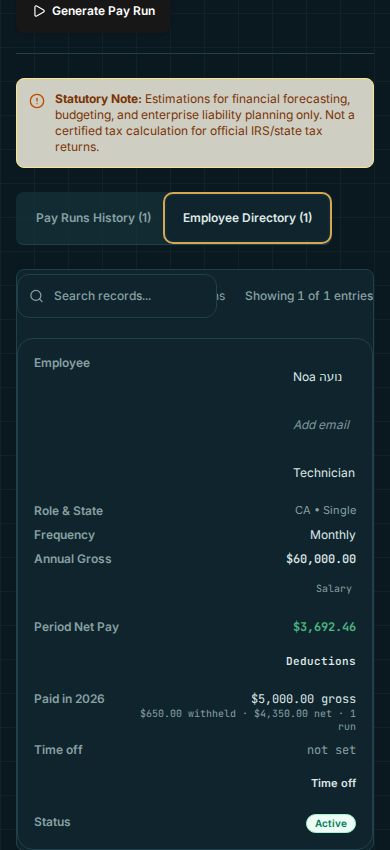 Generate Pay Run
Statutory Note: Estimations for financial forecasting,
budgeting, and enterprise liability planning only. Not a
certified tax calculation for official IRS/state tax
returns.
Pay Runs History (1)
Employee Directory (1)
Search records...
Showing 1 of 1 entries
Employee
Noa נועה
Add email
Technician
Role & State
CA • Single
Frequency
Monthly
Annual Gross
$60,000.00
Salary
Period Net Pay
$3,692.46
Deductions
Paid in 2026
$5,000.00 gross
$650.00 withheld · $4,350.00 net · 1
run
Time off
not set
Time off
Status
Active